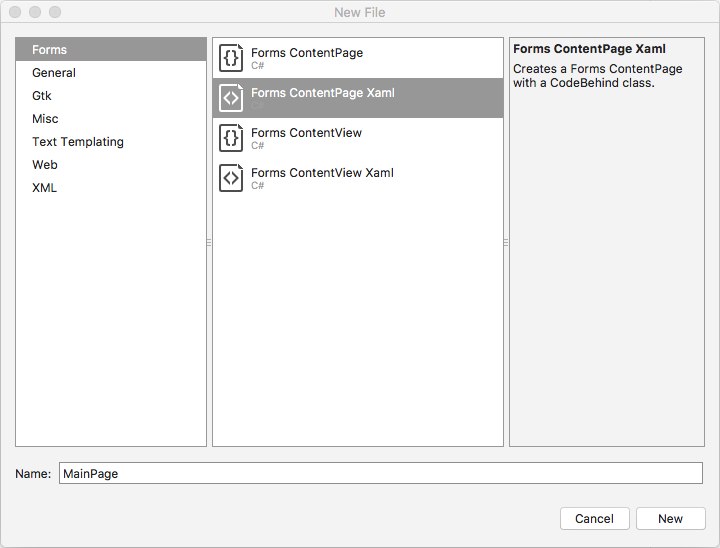 New File
Forms
General
Gtk
Misc
Text Templating
Web
XML
Forms ContentPage
C#
Forms ContentPage Xaml
C#
Forms ContentView
C#
Forms ContentView Xaml
C#
Forms ContentPage Xaml
Creates a Forms ContentPage
with a CodeBehind class.
Name: MainPage
Cancel New